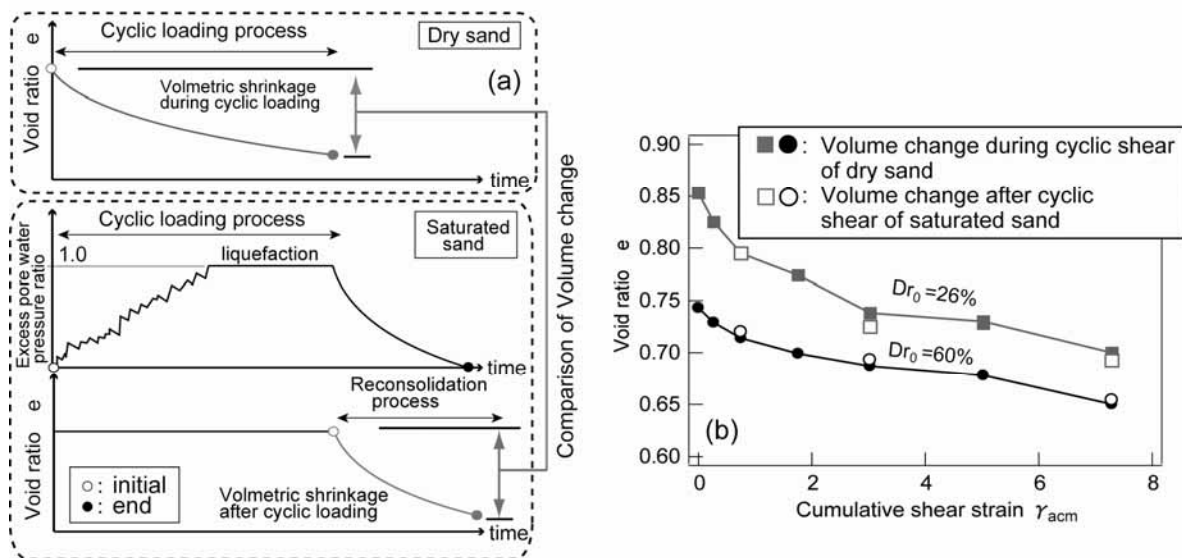 Cyclic loading process
Dry sand
(a)
Void ratio e
Volmetric shrinkage
during cyclic loading
time
Cyclic loading process
Saturated
sand
1.0
liquefaction
Excess pore water
pressure ratio
time
Reconsolidation
process
Void ratio e
○: initial
●: end
Volmetric shrinkage
after cyclic loading
time
Comparison of Volume change
■ ●: Volume change during cyclic shear
of dry sand
□ ○: Volume change after cyclic
shear of saturated sand
0.90
0.85
0.80
0.75
0.70
0.65
0.60
Void ratio e
Dr₀=26%
Dr₀=60%
(b)
0 2 4 6 8
Cumulative shear strain γacm